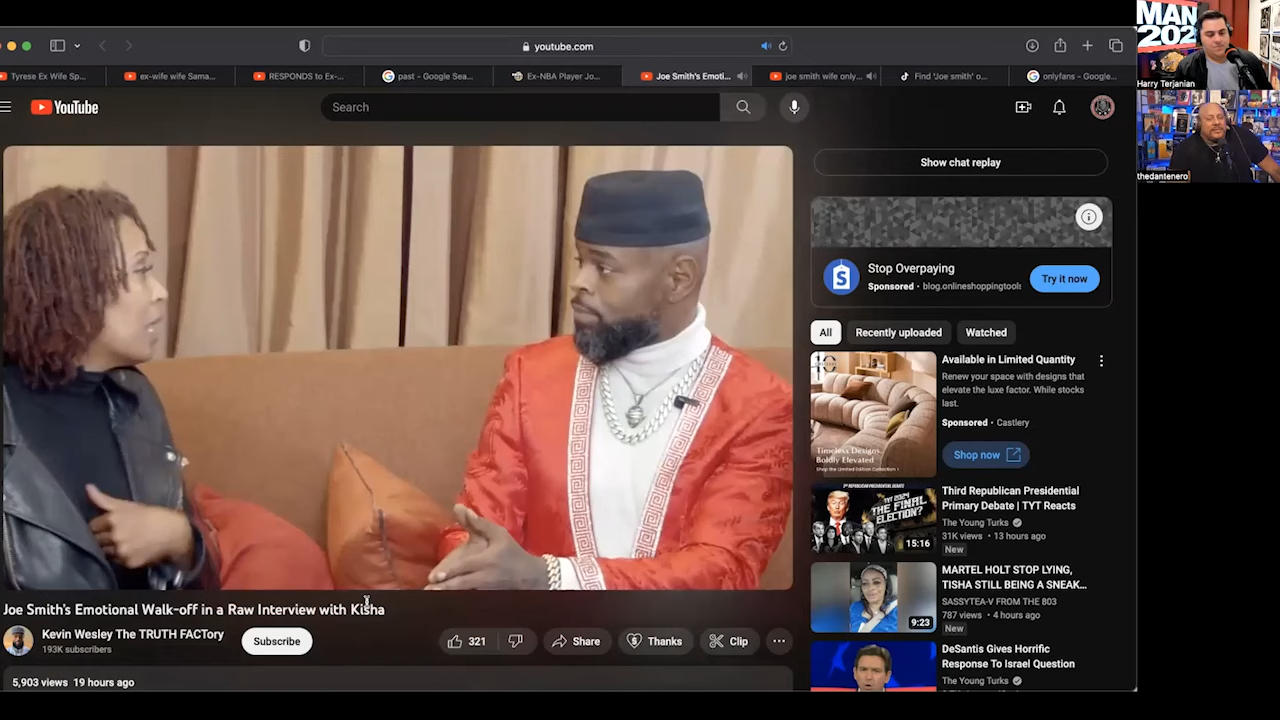 youtube.com
Tyrese Ex Wife Sp...
ex-wife wife Sama...
RESPONDS to Ex-...
past - Google Sea...
Ex-NBA Player Jo...
Joe Smith's Emoti...
joe smith wife only...
Find 'Joe smith' o...
onlyfans - Google...
YouTube
Search
Show chat replay
Stop Overpaying
Sponsored • blog.onlineshoppingtools
Try it now
All
Recently uploaded
Watched
Available in Limited Quantity
Renew your space with designs that
elevate the luxe factor. While stocks
last.
Sponsored • Castlery
Shop now
Timeless Designs,
Boldly Elevated
Shop the Limited Edition Collection
Third Republican Presidential
Primary Debate | TYT Reacts
The Young Turks
31K views • 13 hours ago
New
TYT 2024
THE FINAL
ELECTION?
15:16
MARTEL HOLT STOP LYING,
TISHA STILL BEING A SNEAK...
SASSYTEA-V FROM THE 803
787 views • 4 hours ago
New
9:23
DeSantis Gives Horrific
Response To Israel Question
The Young Turks
Joe Smith's Emotional Walk-off in a Raw Interview with Kisha
Kevin Wesley The TRUTH FACTory
193K subscribers
Subscribe
321
Share
Thanks
Clip
5,903 views 19 hours ago
MAN
202
Harry Terjanian
thedantenero